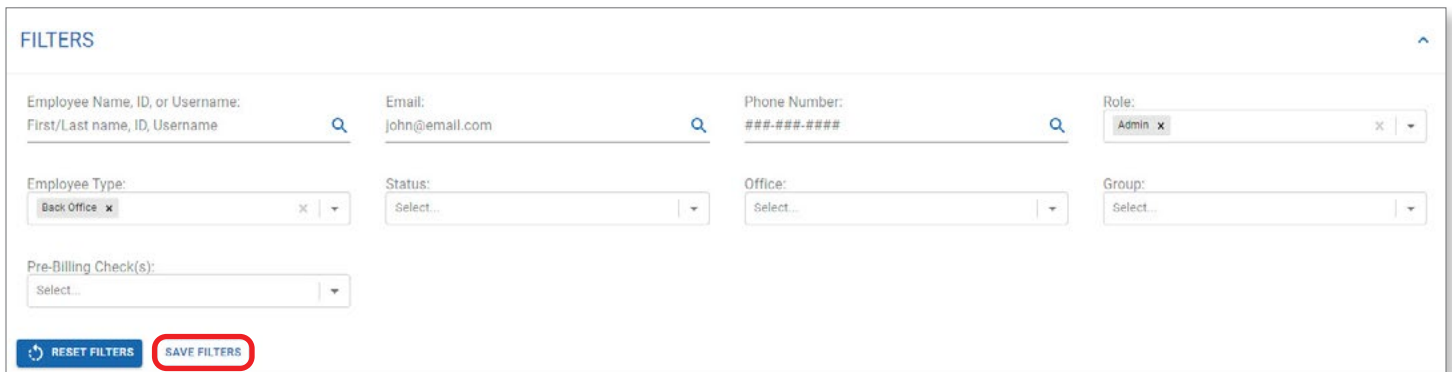 FILTERS
Employee Name, ID, or Username:
First/Last name, ID, Username
Email:
john@email.com
Phone Number:
###-###-####
Role:
Admin x
Employee Type:
Back Office x
Status:
Select...
Office:
Select...
Group:
Select...
Pre-Billing Check(s):
Select...
RESET FILTERS
SAVE FILTERS